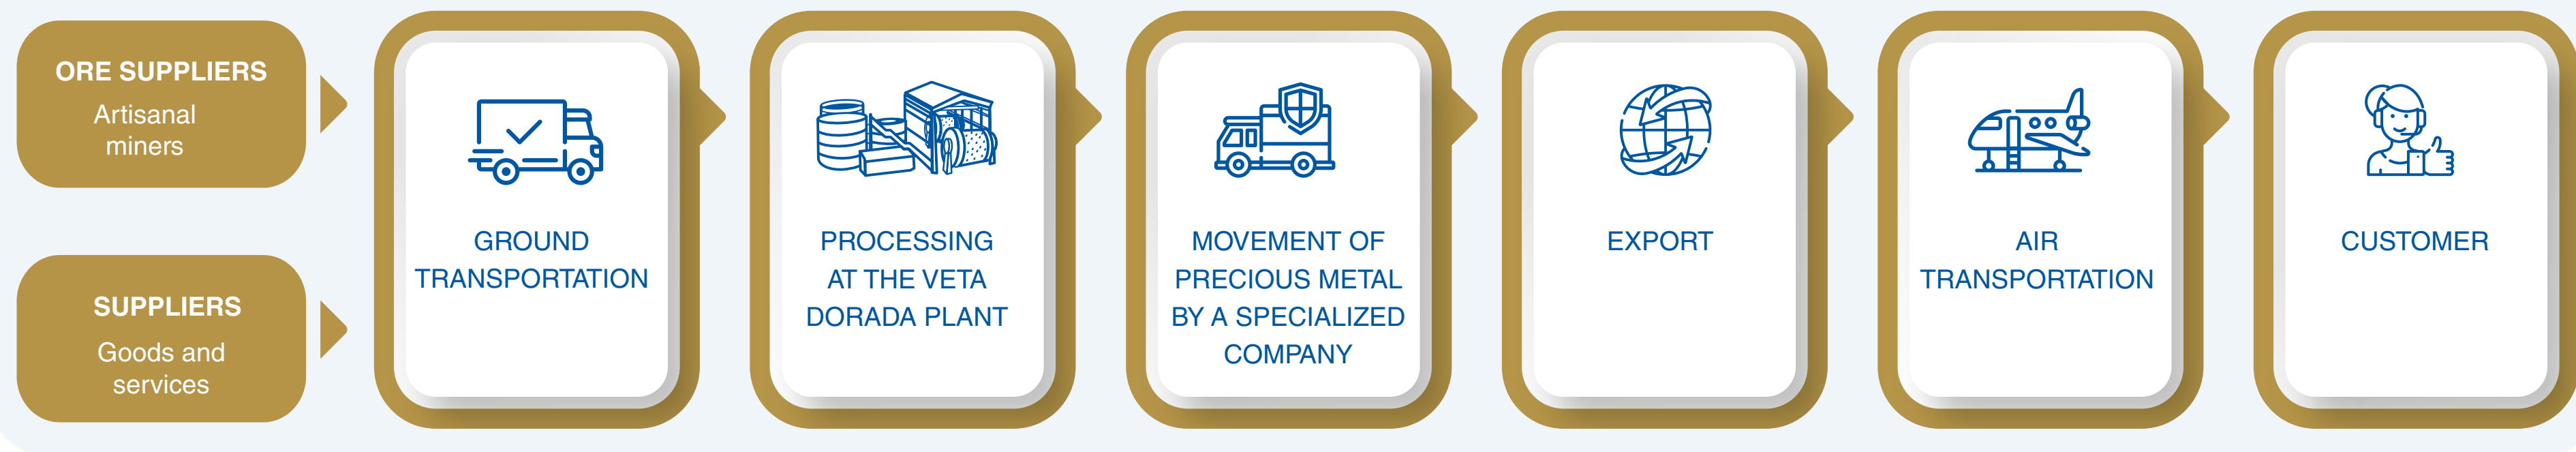 ORE SUPPLIERS
Artisanal
miners
SUPPLIERS
Goods and
services
GROUND
TRANSPORTATION
PROCESSING
AT THE VETA
DORADA PLANT
MOVEMENT OF
PRECIOUS METAL
BY A SPECIALIZED
COMPANY
EXPORT
AIR
TRANSPORTATION
CUSTOMER